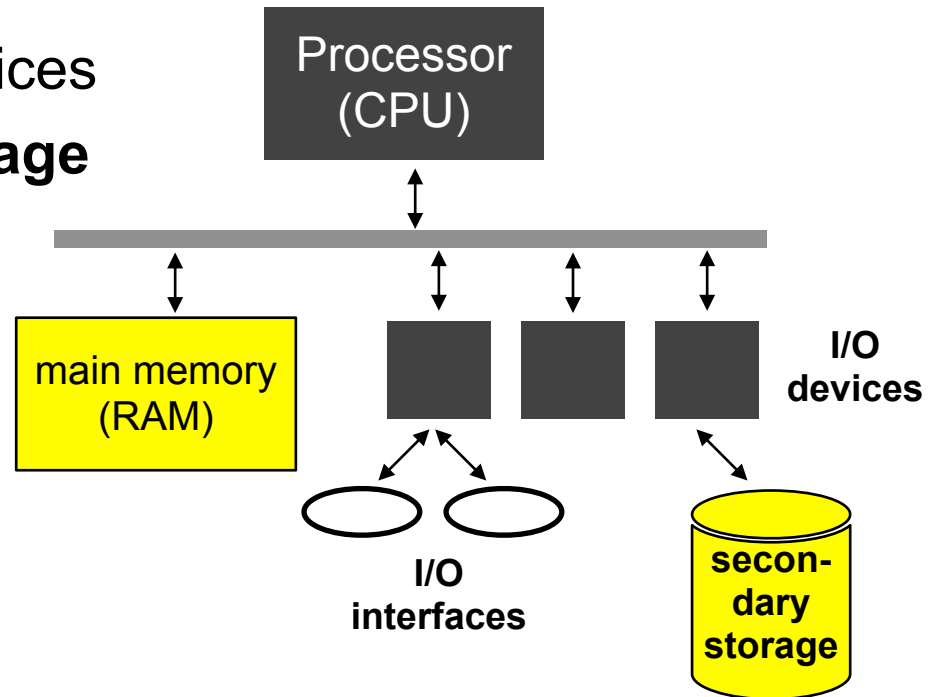 ices
age
Processor
(CPU)
main memory
(RAM)
I/O
devices
I/O
interfaces
secon-
dary
storage